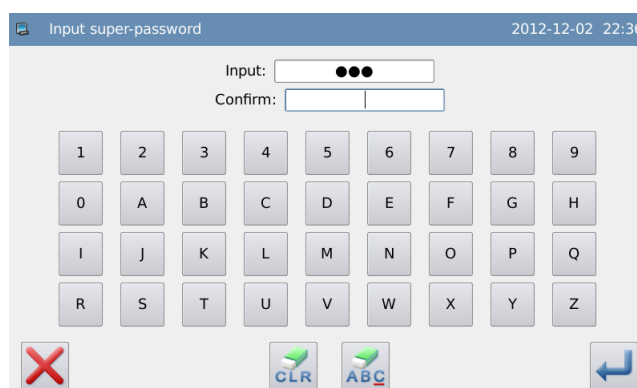 Input super-password 2012-12-02 22:36
Input: ●●●
Confirm:
1 2 3 4 5 6 7 8 9
0 A B C D E F G H
I J K L M N O P Q
R S T U V W X Y Z
CLR ABC